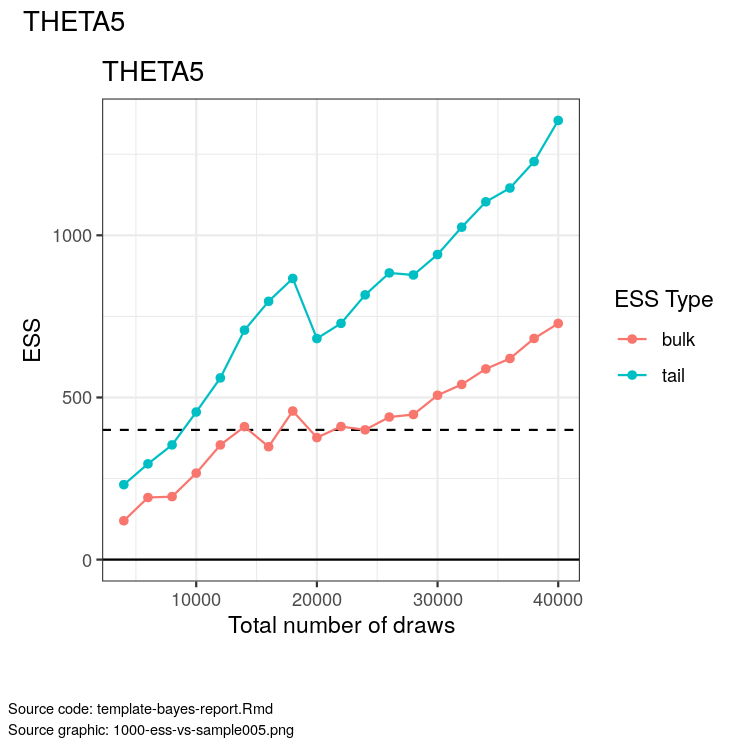 THETA5
THETA5
ESS
1000
500
0
10000 20000 30000 40000
Total number of draws
ESS Type
bulk
tail
Source code: template-bayes-report.Rmd
Source graphic: 1000-ess-vs-sample005.png